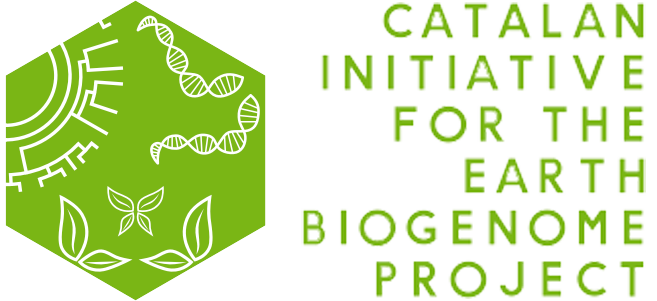 CATALAN
INITIATIVE
FOR THE
EARTH
BIOGENOME
PROJECT